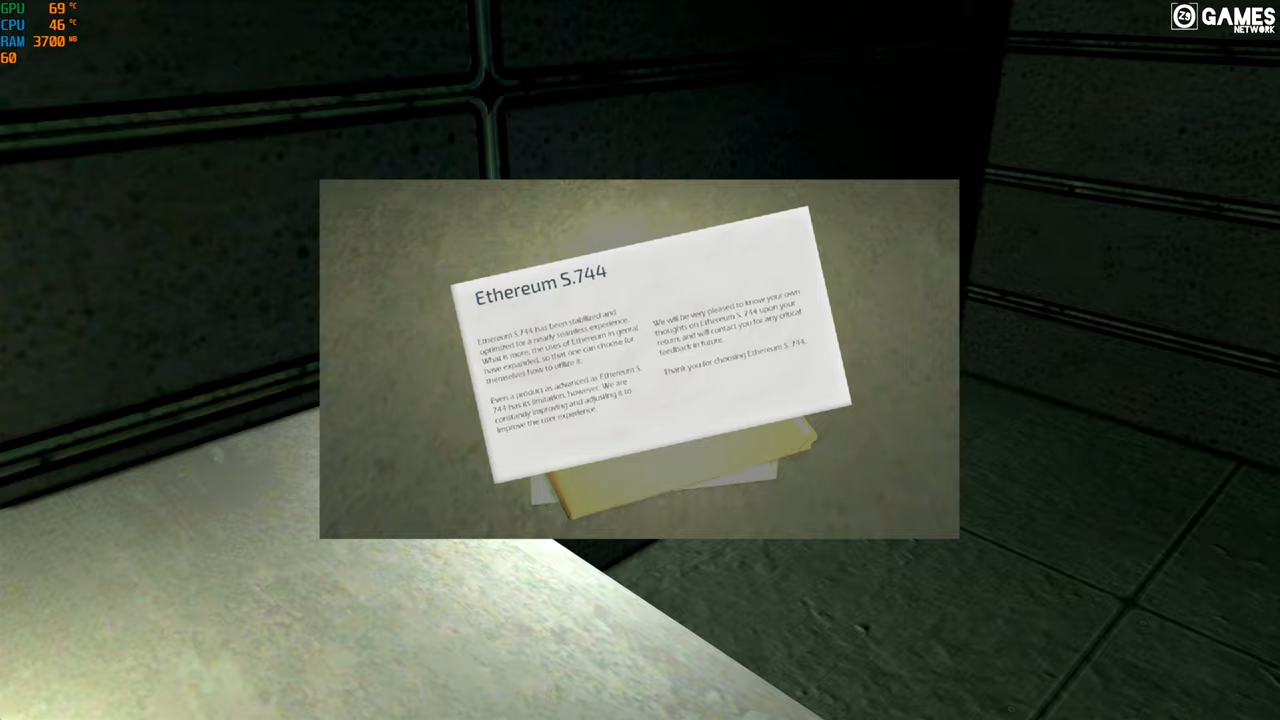 GPU 69 °C
CPU 46 °C
RAM 3700 MB
60
Z9 GAMES
NETWORK
Ethereum S.744
Ethereum S.744 has been stabilized and
optimized for a nearly seamless experience.
What is more, the uses of Ethereum in genral
have expanded, so that one can choose for
themselves how to utilize it.
Even a product as advanced as Ethereum S.
744 has its limitation, however. We are
constandy improving and adjusting it to
improve the user experience.
We will be very pleased to know your own
thoughts on Ethereum S. 744 upon your
return, and will contact you for any critical
feedback in future.
Thank you for choosing Ethereum S. 744.